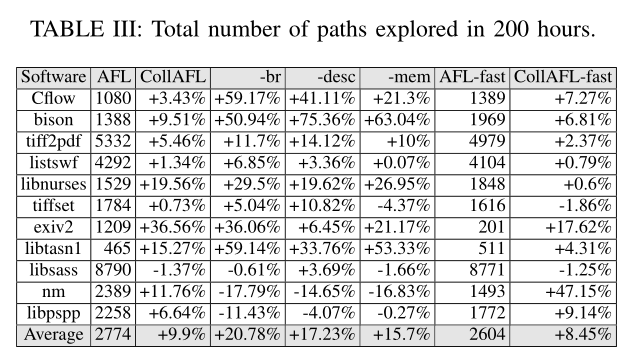 TABLE III: Total number of paths explored in 200 hours.
Software AFL CollAFL -br -desc -mem AFL-fast CollAFL-fast
Cflow 1080 +3.43% +59.17% +41.11% +21.3% 1389 +7.27%
bison 1388 +9.51% +50.94% +75.36% +63.04% 1969 +6.81%
tiff2pdf 5332 +5.46% +11.7% +14.12% +10% 4979 +2.37%
listswf 4292 +1.34% +6.85% +3.36% +0.07% 4104 +0.79%
libnurses 1529 +19.56% +29.5% +19.62% +26.95% 1848 +0.6%
tiffset 1784 +0.73% +5.04% +10.82% -4.37% 1616 -1.86%
exiv2 1209 +36.56% +36.06% +6.45% +21.17% 201 +17.62%
libtasn1 465 +15.27% +59.14% +33.76% +53.33% 511 +4.31%
libsass 8790 -1.37% -0.61% +3.69% -1.66% 8771 -1.25%
nm 2389 +11.76% -17.79% -14.65% -16.83% 1493 +47.15%
libpspp 2258 +6.64% -11.43% -4.07% -0.27% 1772 +9.14%
Average 2774 +9.9% +20.78% +17.23% +15.7% 2604 +8.45%